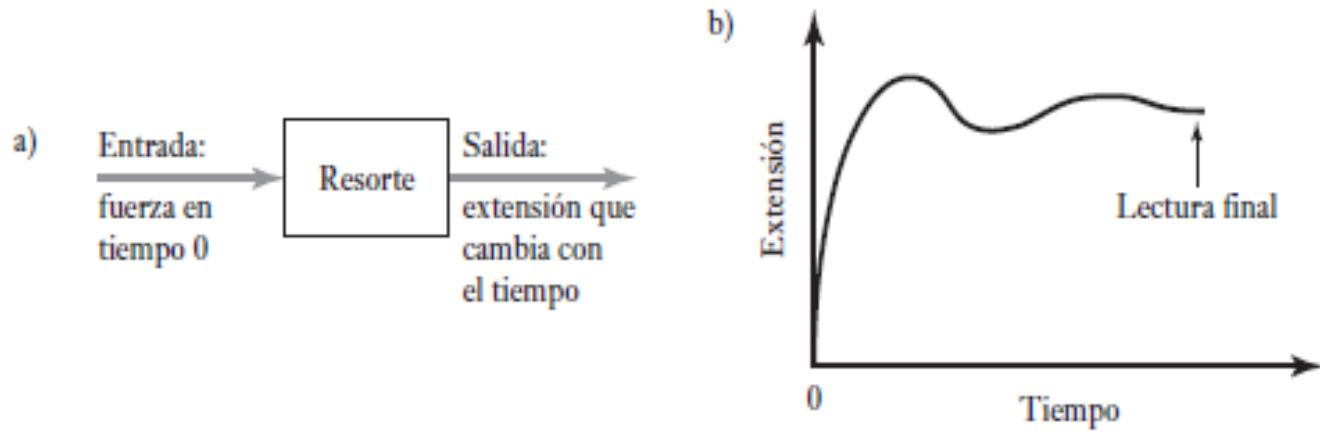 a)
Entrada:
fuerza en
tiempo 0
Resorte
Salida:
extensión que
cambia con
el tiempo
b)
Extensión
Lectura final
0
Tiempo